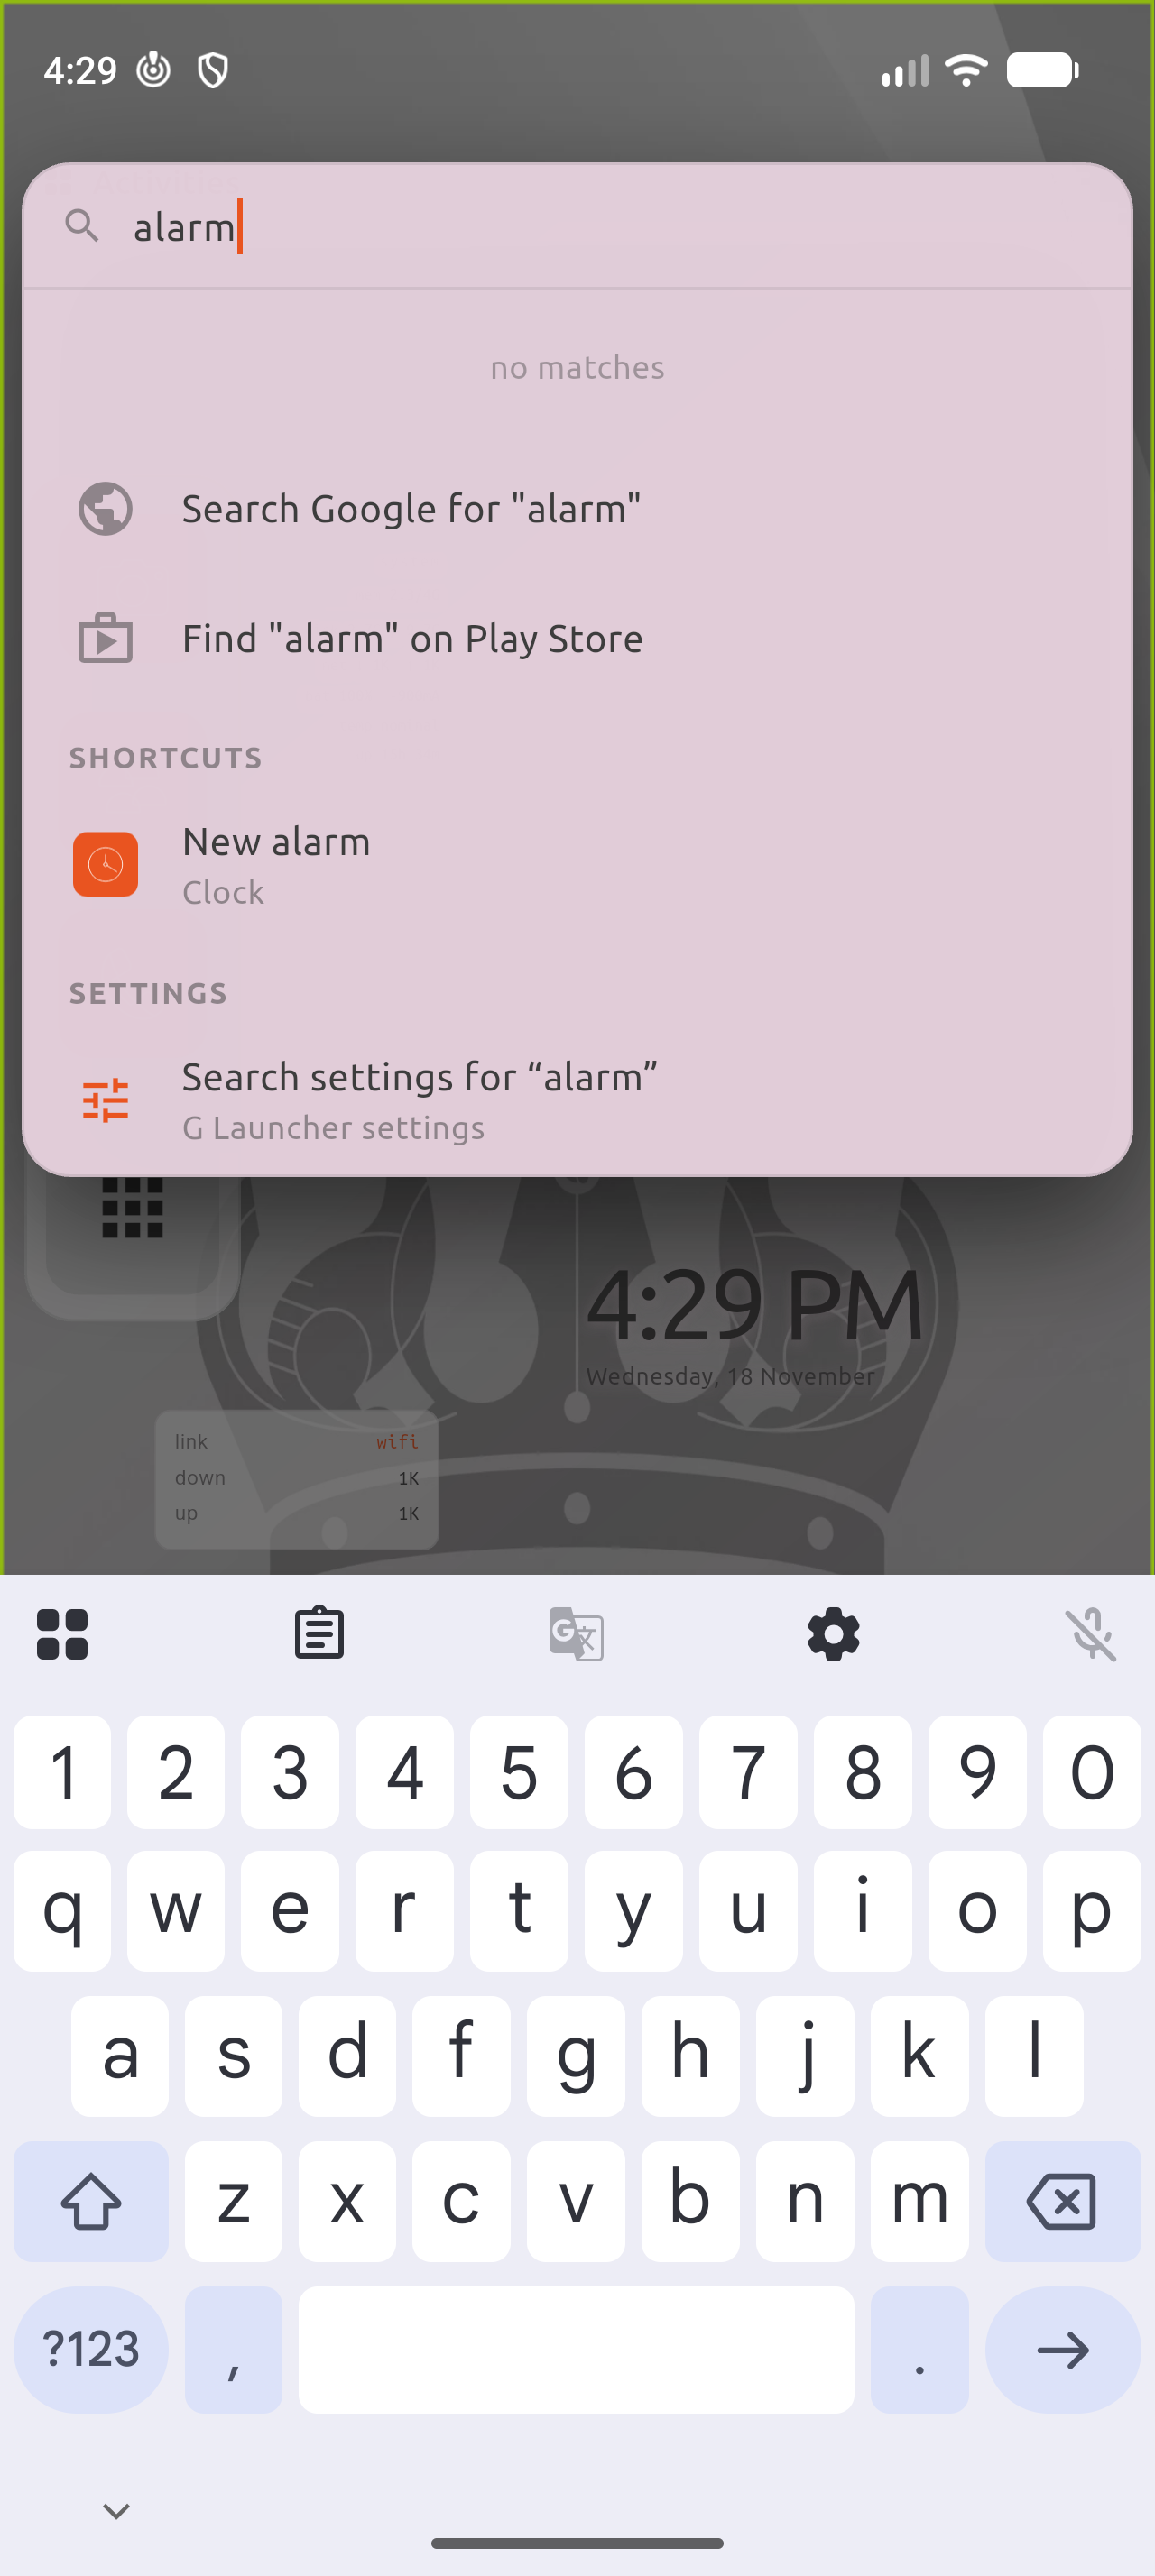 4:29
alarm
no matches
Search Google for "alarm"
Find "alarm" on Play Store
SHORTCUTS
New alarm
Clock
SETTINGS
Search settings for “alarm”
G Launcher settings
4:29 PM
Wednesday, 18 November
link wifi
down 1K
up 1K
1 2 3 4 5 6 7 8 9 0
q w e r t y u i o p
a s d f g h j k l
z x c v b n m
?123 , .